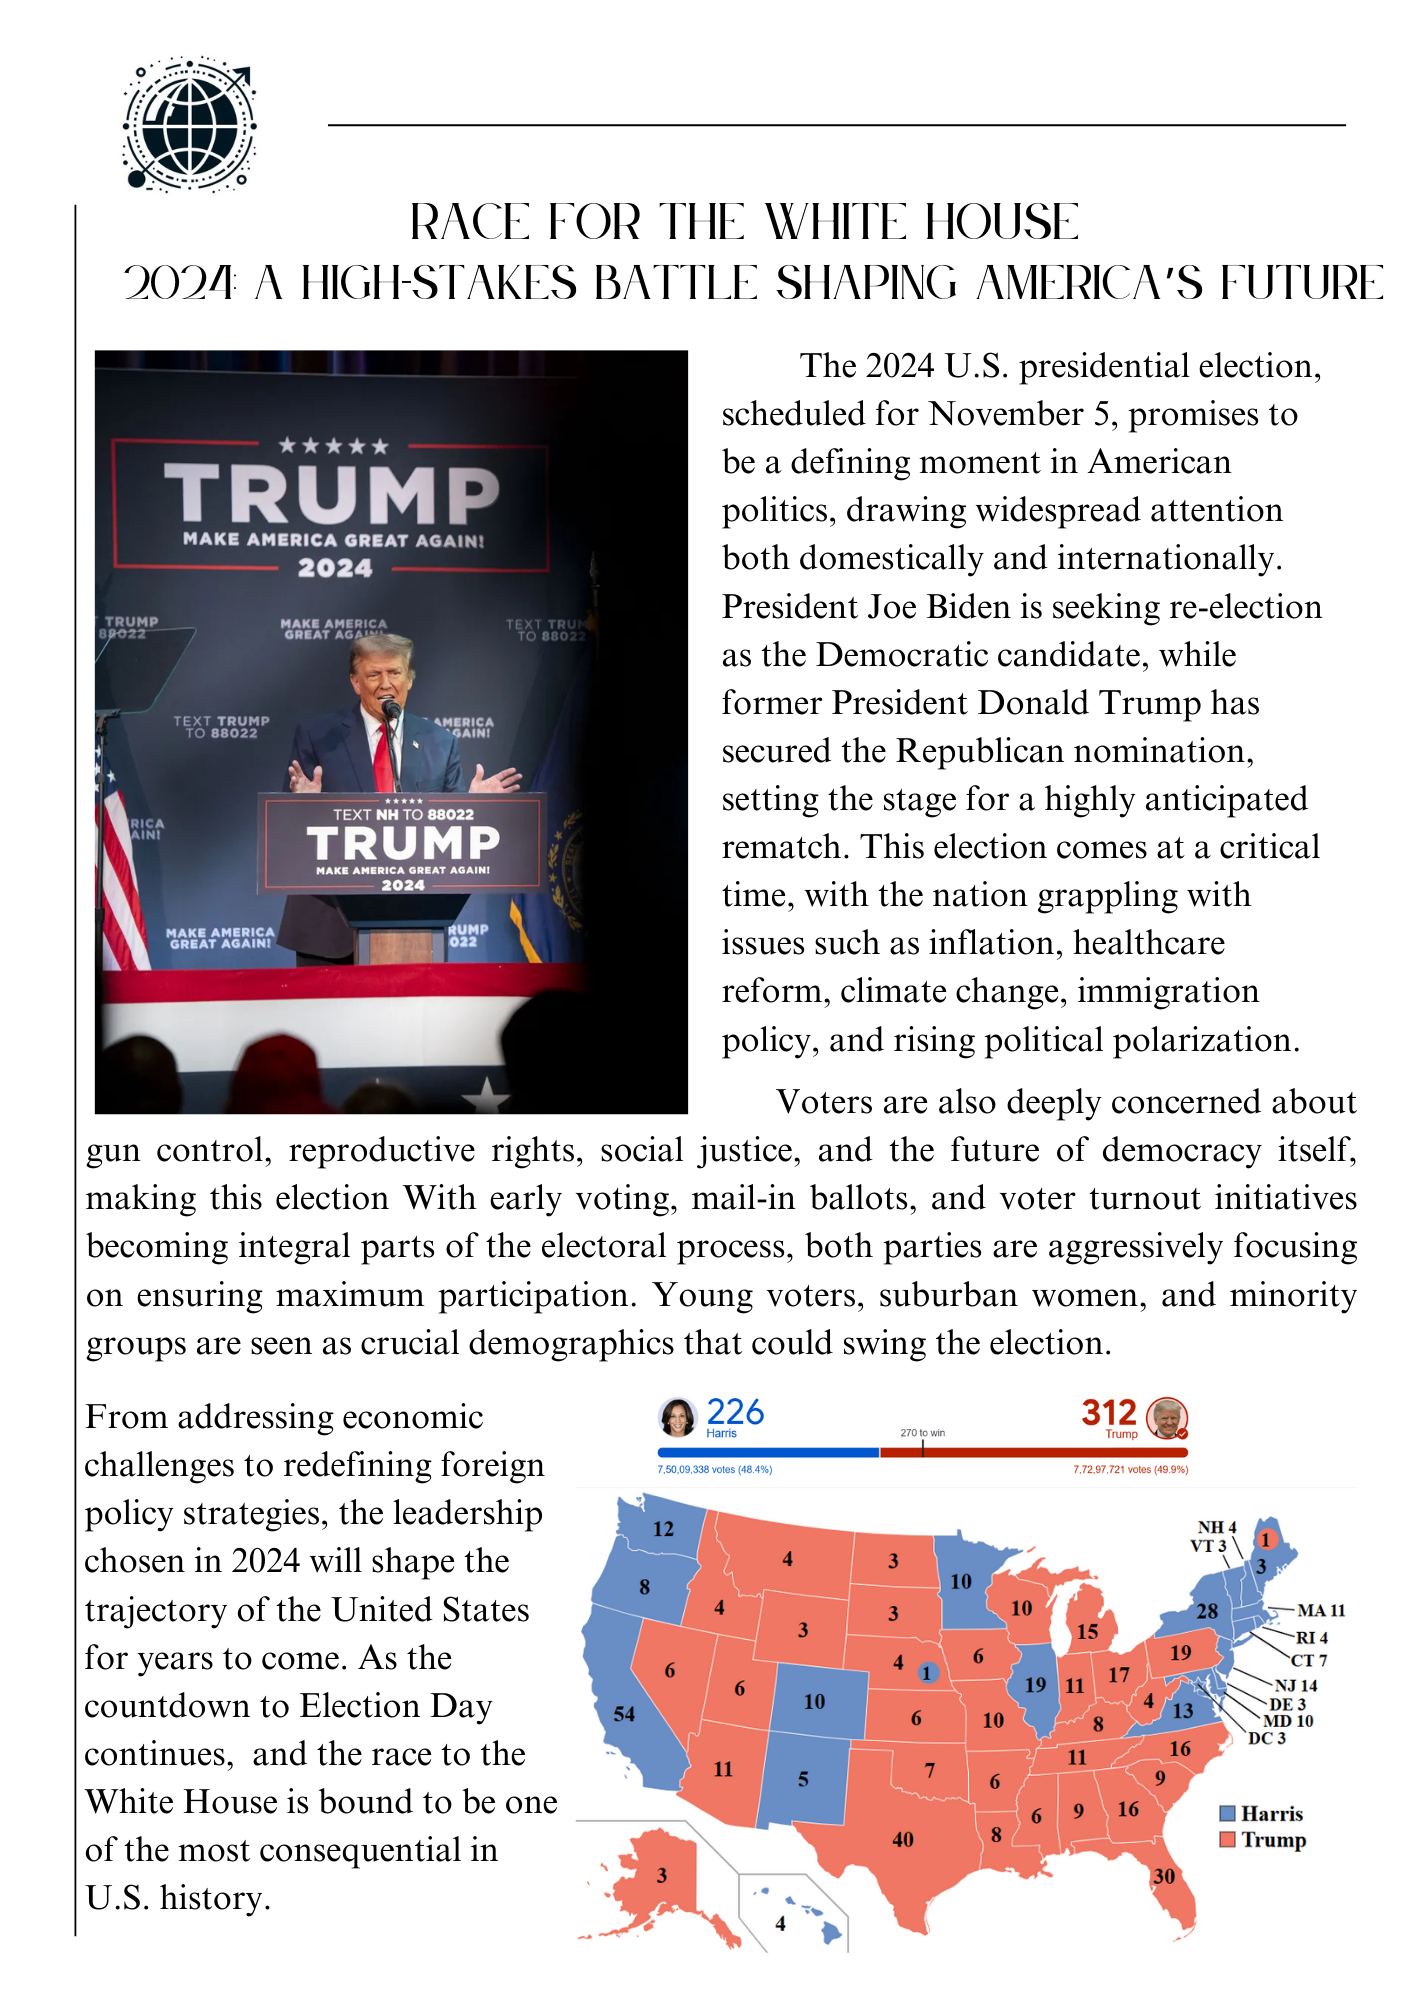 RACE FOR THE WHITE HOUSE
2024: A HIGH-STAKES BATTLE SHAPING AMERICA'S FUTURE
TRUMP
MAKE AMERICA GREAT AGAIN!
2024
TRUMP
88022
MAKE AMERICA
GREAT AGAIN!
TEXT TRUM
TO 88022
TEXT TRUMP
TO 88022
AMERICA
GAIN!
RICA
AIN!
TEXT NH TO 88022
TRUMP
MAKE AMERICA GREAT AGAIN!
2024
MAKE AMERICA
GREAT AGAIN!
RUMP
022
The 2024 U.S. presidential election,
scheduled for November 5, promises to
be a defining moment in American
politics, drawing widespread attention
both domestically and internationally.
President Joe Biden is seeking re-election
as the Democratic candidate, while
former President Donald Trump has
secured the Republican nomination,
setting the stage for a highly anticipated
rematch. This election comes at a critical
time, with the nation grappling with
issues such as inflation, healthcare
reform, climate change, immigration
policy, and rising political polarization.
Voters are also deeply concerned about
gun control, reproductive rights, social justice, and the future of democracy itself,
making this election With early voting, mail-in ballots, and voter turnout initiatives
becoming integral parts of the electoral process, both parties are aggressively focusing
on ensuring maximum participation. Young voters, suburban women, and minority
groups are seen as crucial demographics that could swing the election.
From addressing economic
challenges to redefining foreign
policy strategies, the leadership
chosen in 2024 will shape the
trajectory of the United States
for years to come. As the
countdown to Election Day
continues, and the race to the
White House is bound to be one
of the most consequential in
U.S. history.
226
Harris
270 to win
312
Trump
7,50,09,338 votes (48.4%)
7,72,97,721 votes (49.9%)
12
8
54
4
4
3
6
6
10
11
5
3
3
4
1
6
7
40
10
6
10
6
8
10
19
15
11
17
8
11
6
9
16
30
9
16
13
4
19
28
NH 4
VT 3
1
3
MA 11
RI 4
CT 7
NJ 14
DE 3
MD 10
DC 3
3
4
Harris
Trump